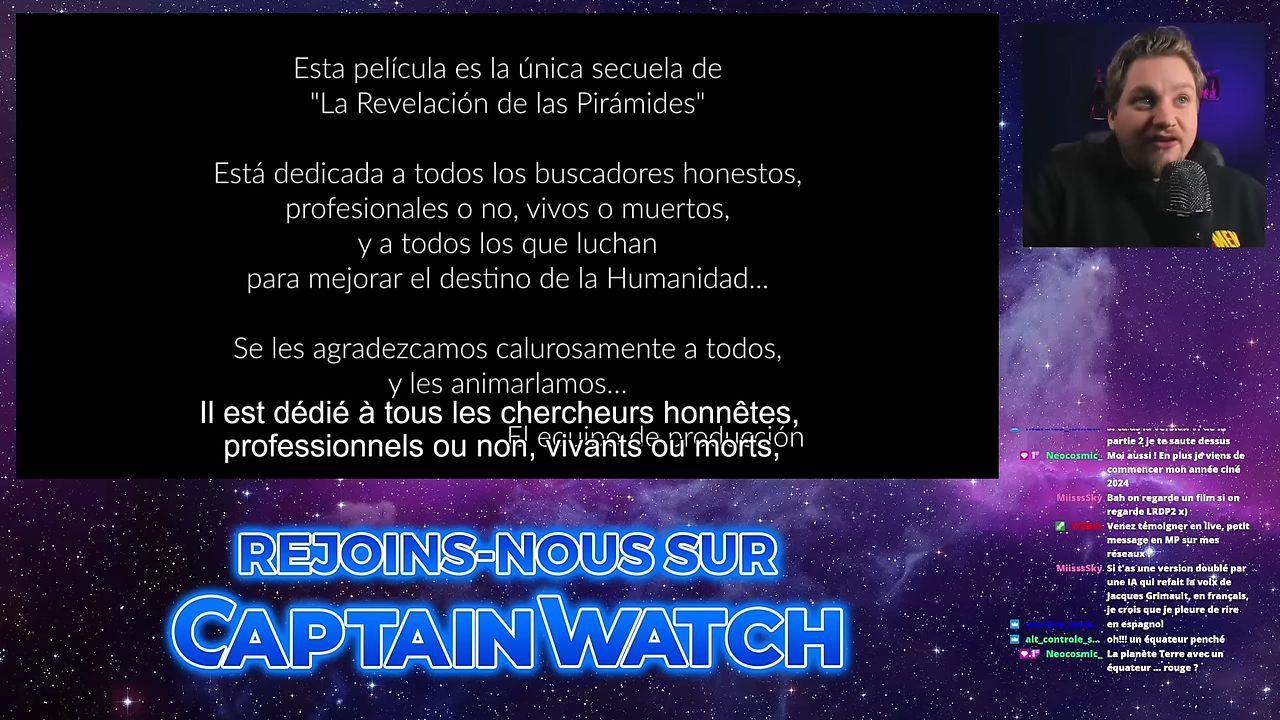 Esta película es la única secuela de
"La Revelación de las Pirámides"
Está dedicada a todos los buscadores honestos,
profesionales o no, vivos o muertos,
y a todos los que luchan
para mejorar el destino de la Humanidad...
Se les agradezcamos calurosamente a todos,
y les animarlamos...
El equipo de producción
Il est dédié à tous les chercheurs honnêtes,
professionnels ou non, vivants ou morts,
REJOINS-NOUS SUR
CAPTAINWATCH
partie 2 je te saute dessus
Neocosmic_ Moi aussi ! En plus je viens de
commencer mon année ciné
2024
MiisssSky. Bah on regarde un film si on
regarde LRDP2 x)
Venez témoigner en live, petit
message en MP sur mes
réseaux !
MiisssSky. Si t'as une version doublé par
une IA qui refait la voix de
Jacques Grimault, en français,
je crois que je pleure de rire
en espagnol
alt_controle_s... oh!!! un équateur penché
Neocosmic_ La planète Terre avec un
équateur ... rouge ?